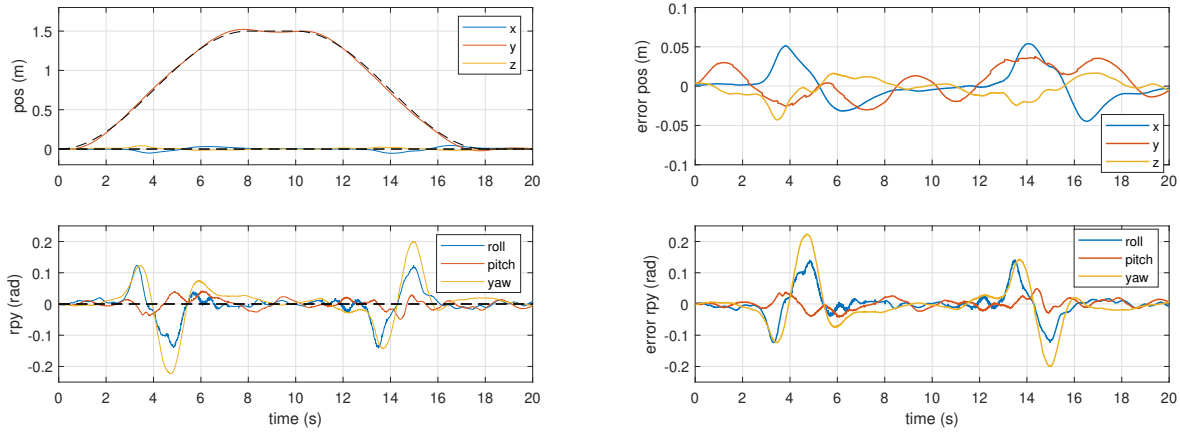 pos (m)
1.5
1
0.5
0
0 2 4 6 8 10 12 14 16 18 20
x
y
z
error pos (m)
0.1
0.05
0
-0.05
-0.1
0 2 4 6 8 10 12 14 16 18 20
x
y
z
rpy (rad)
0.2
0.1
0
-0.1
-0.2
0 2 4 6 8 10 12 14 16 18 20
time (s)
roll
pitch
yaw
error rpy (rad)
0.2
0.1
0
-0.1
-0.2
0 2 4 6 8 10 12 14 16 18 20
time (s)
roll
pitch
yaw